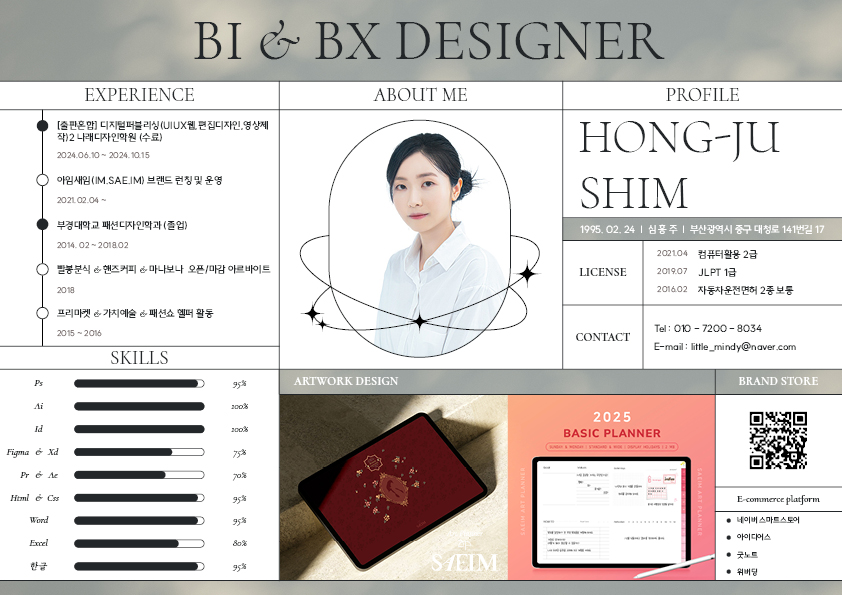 BI & BX DESIGNER
EXPERIENCE
[출판혼합] 디지털퍼블리싱(UIUX웹,편집디자인,영상제
작)2 나래디자인학원 (수료)
2024.06.10 ~ 2024.10.15
아임새임(IM.SAE.IM) 브랜드 런칭 및 운영
2021. 02.04 ~
부경대학교 패션디자인학과 (졸업)
2014. 02 ~ 2018.02
짤봉분식 & 핸즈커피 & 마나보나 오픈/마감 아르바이트
2018
프리마켓 & 가치예술 & 패션쇼 헬퍼 활동
2015 ~ 2016
SKILLS
Ps 95%
Ai 100%
Id 100%
Figma & Xd 75%
Pr & Ae 70%
Html & Css 95%
Word 95%
Excel 80%
한글 95%
ABOUT ME
PROFILE
HONG-JU
SHIM
1995. 02. 24 | 심 홍 주 | 부산광역시 중구 대청로 141번길 17
LICENSE
2021.04 컴퓨터활용 2급
2019.07 JLPT 1급
2016.02 자동차운전면허 2종 보통
CONTACT
Tel : 010 - 7200 - 8034
E-mail : little_mindy@naver.com
ARTWORK DESIGN
SAEIM
2025
BASIC PLANNER
SAEIM ART PLANNER
SAEIM ART PLANNER
BRAND STORE
E-commerce platform
네이버 스마트스토어
아이디어스
굿노트
위버딩